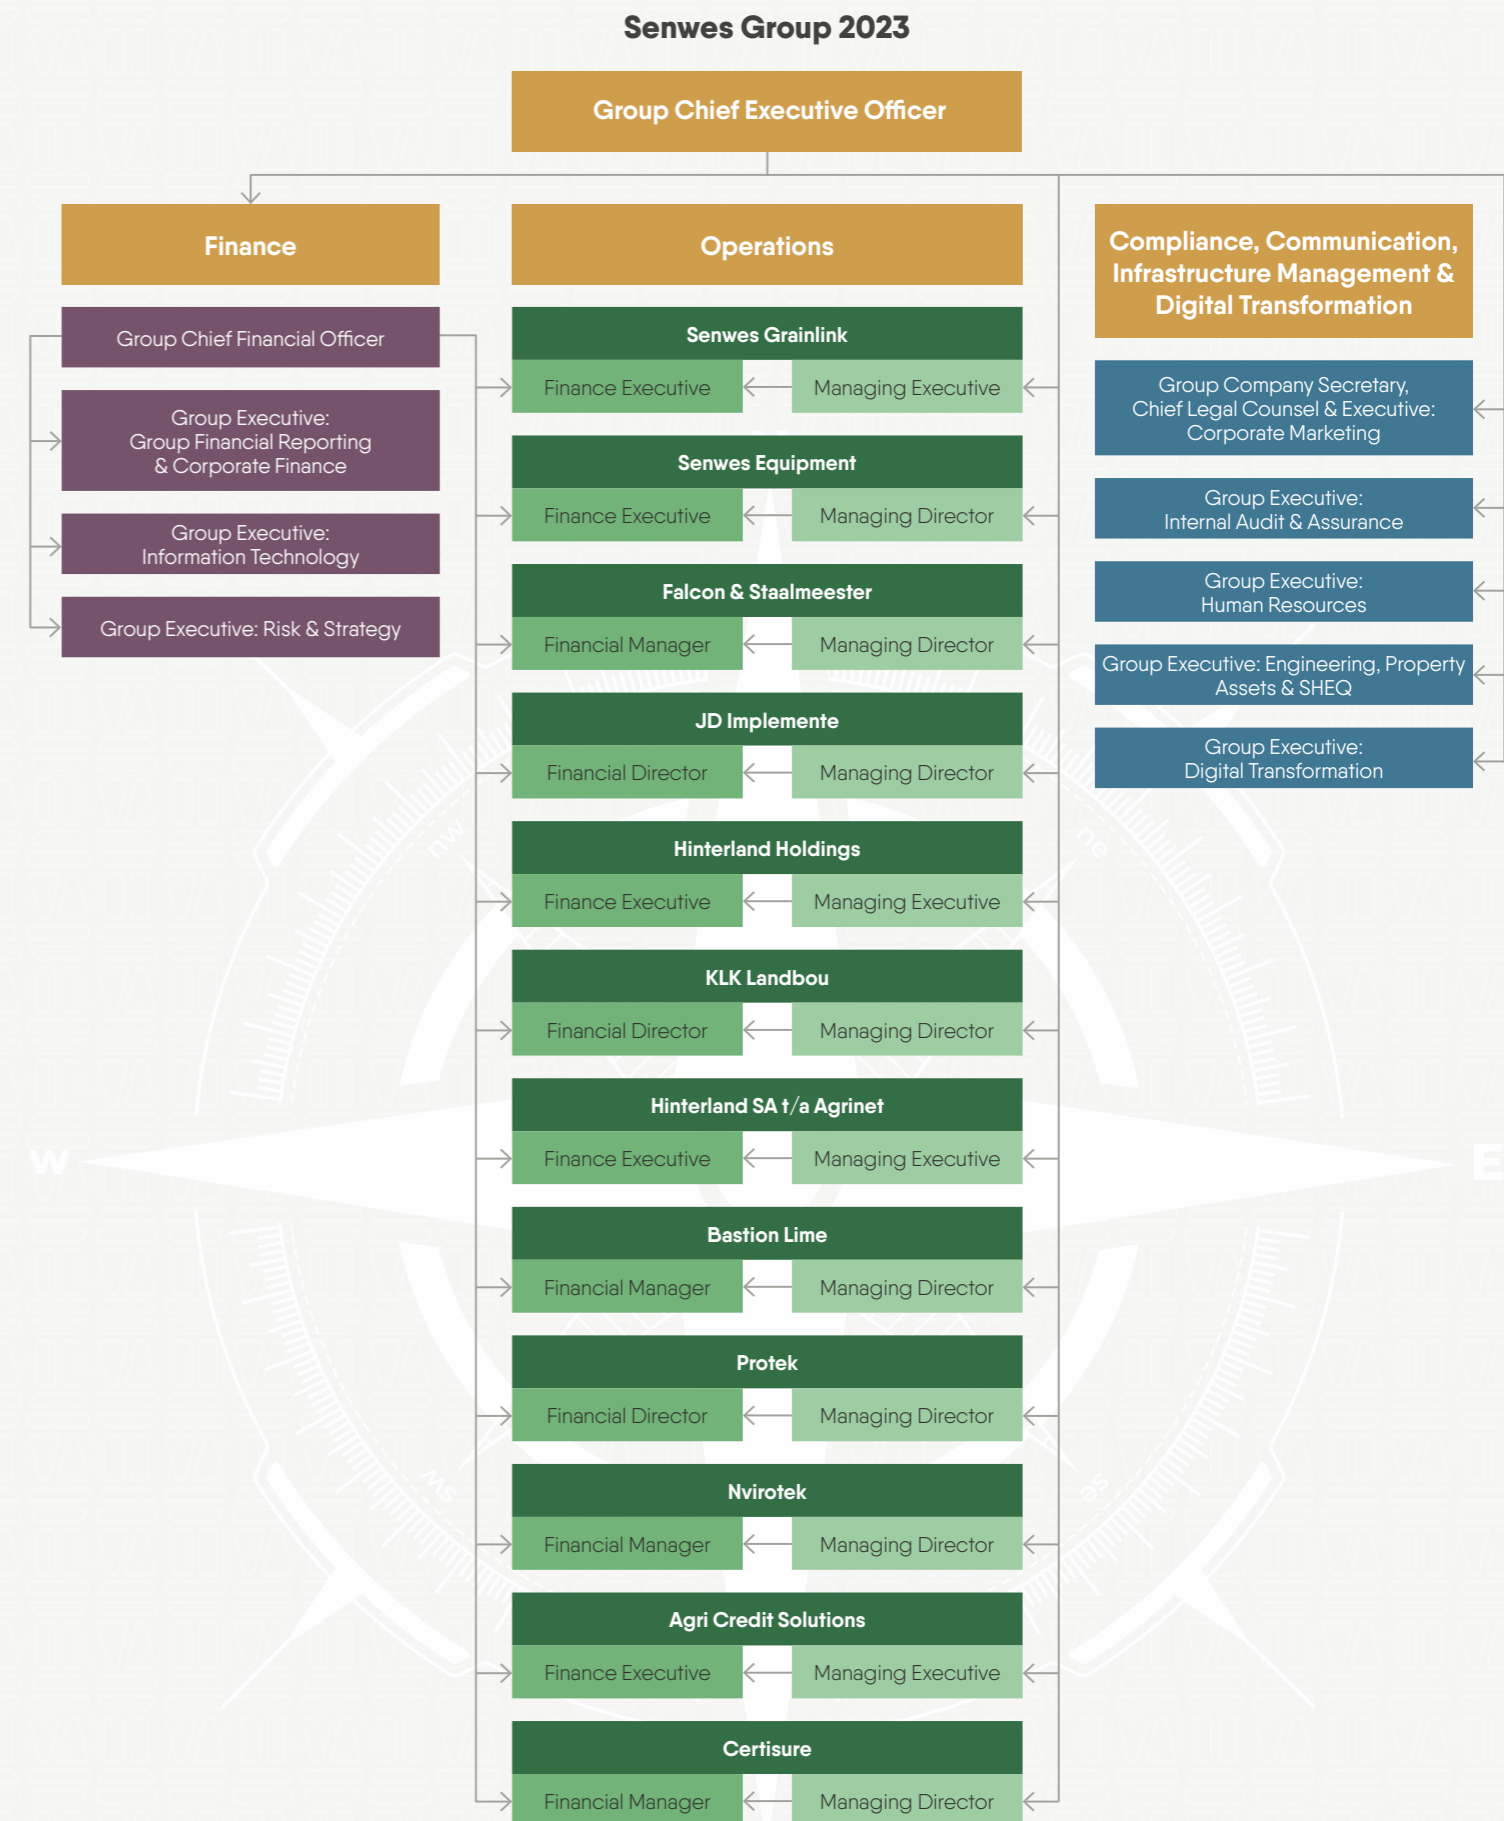 Senwes Group 2023
Group Chief Executive Officer
Finance
Group Chief Financial Officer
Group Executive:
Group Financial Reporting
& Corporate Finance
Group Executive:
Information Technology
Group Executive: Risk & Strategy
Operations
Senwes Grainlink
Finance Executive
Managing Executive
Senwes Equipment
Finance Executive
Managing Director
Falcon & Staalmeester
Financial Manager
Managing Director
JD Implemente
Financial Director
Managing Director
Hinterland Holdings
Finance Executive
Managing Executive
KLK Landbou
Financial Director
Managing Director
Hinterland SA t/a Agrinet
Finance Executive
Managing Executive
Bastion Lime
Financial Manager
Managing Director
Protek
Financial Director
Managing Director
Nvirotek
Financial Manager
Managing Director
Agri Credit Solutions
Finance Executive
Managing Executive
Certisure
Financial Manager
Managing Director
Compliance, Communication,
Infrastructure Management &
Digital Transformation
Group Company Secretary,
Chief Legal Counsel & Executive:
Corporate Marketing
Group Executive:
Internal Audit & Assurance
Group Executive:
Human Resources
Group Executive: Engineering, Property
Assets & SHEQ
Group Executive:
Digital Transformation
nw
ne
W
E
sw
se